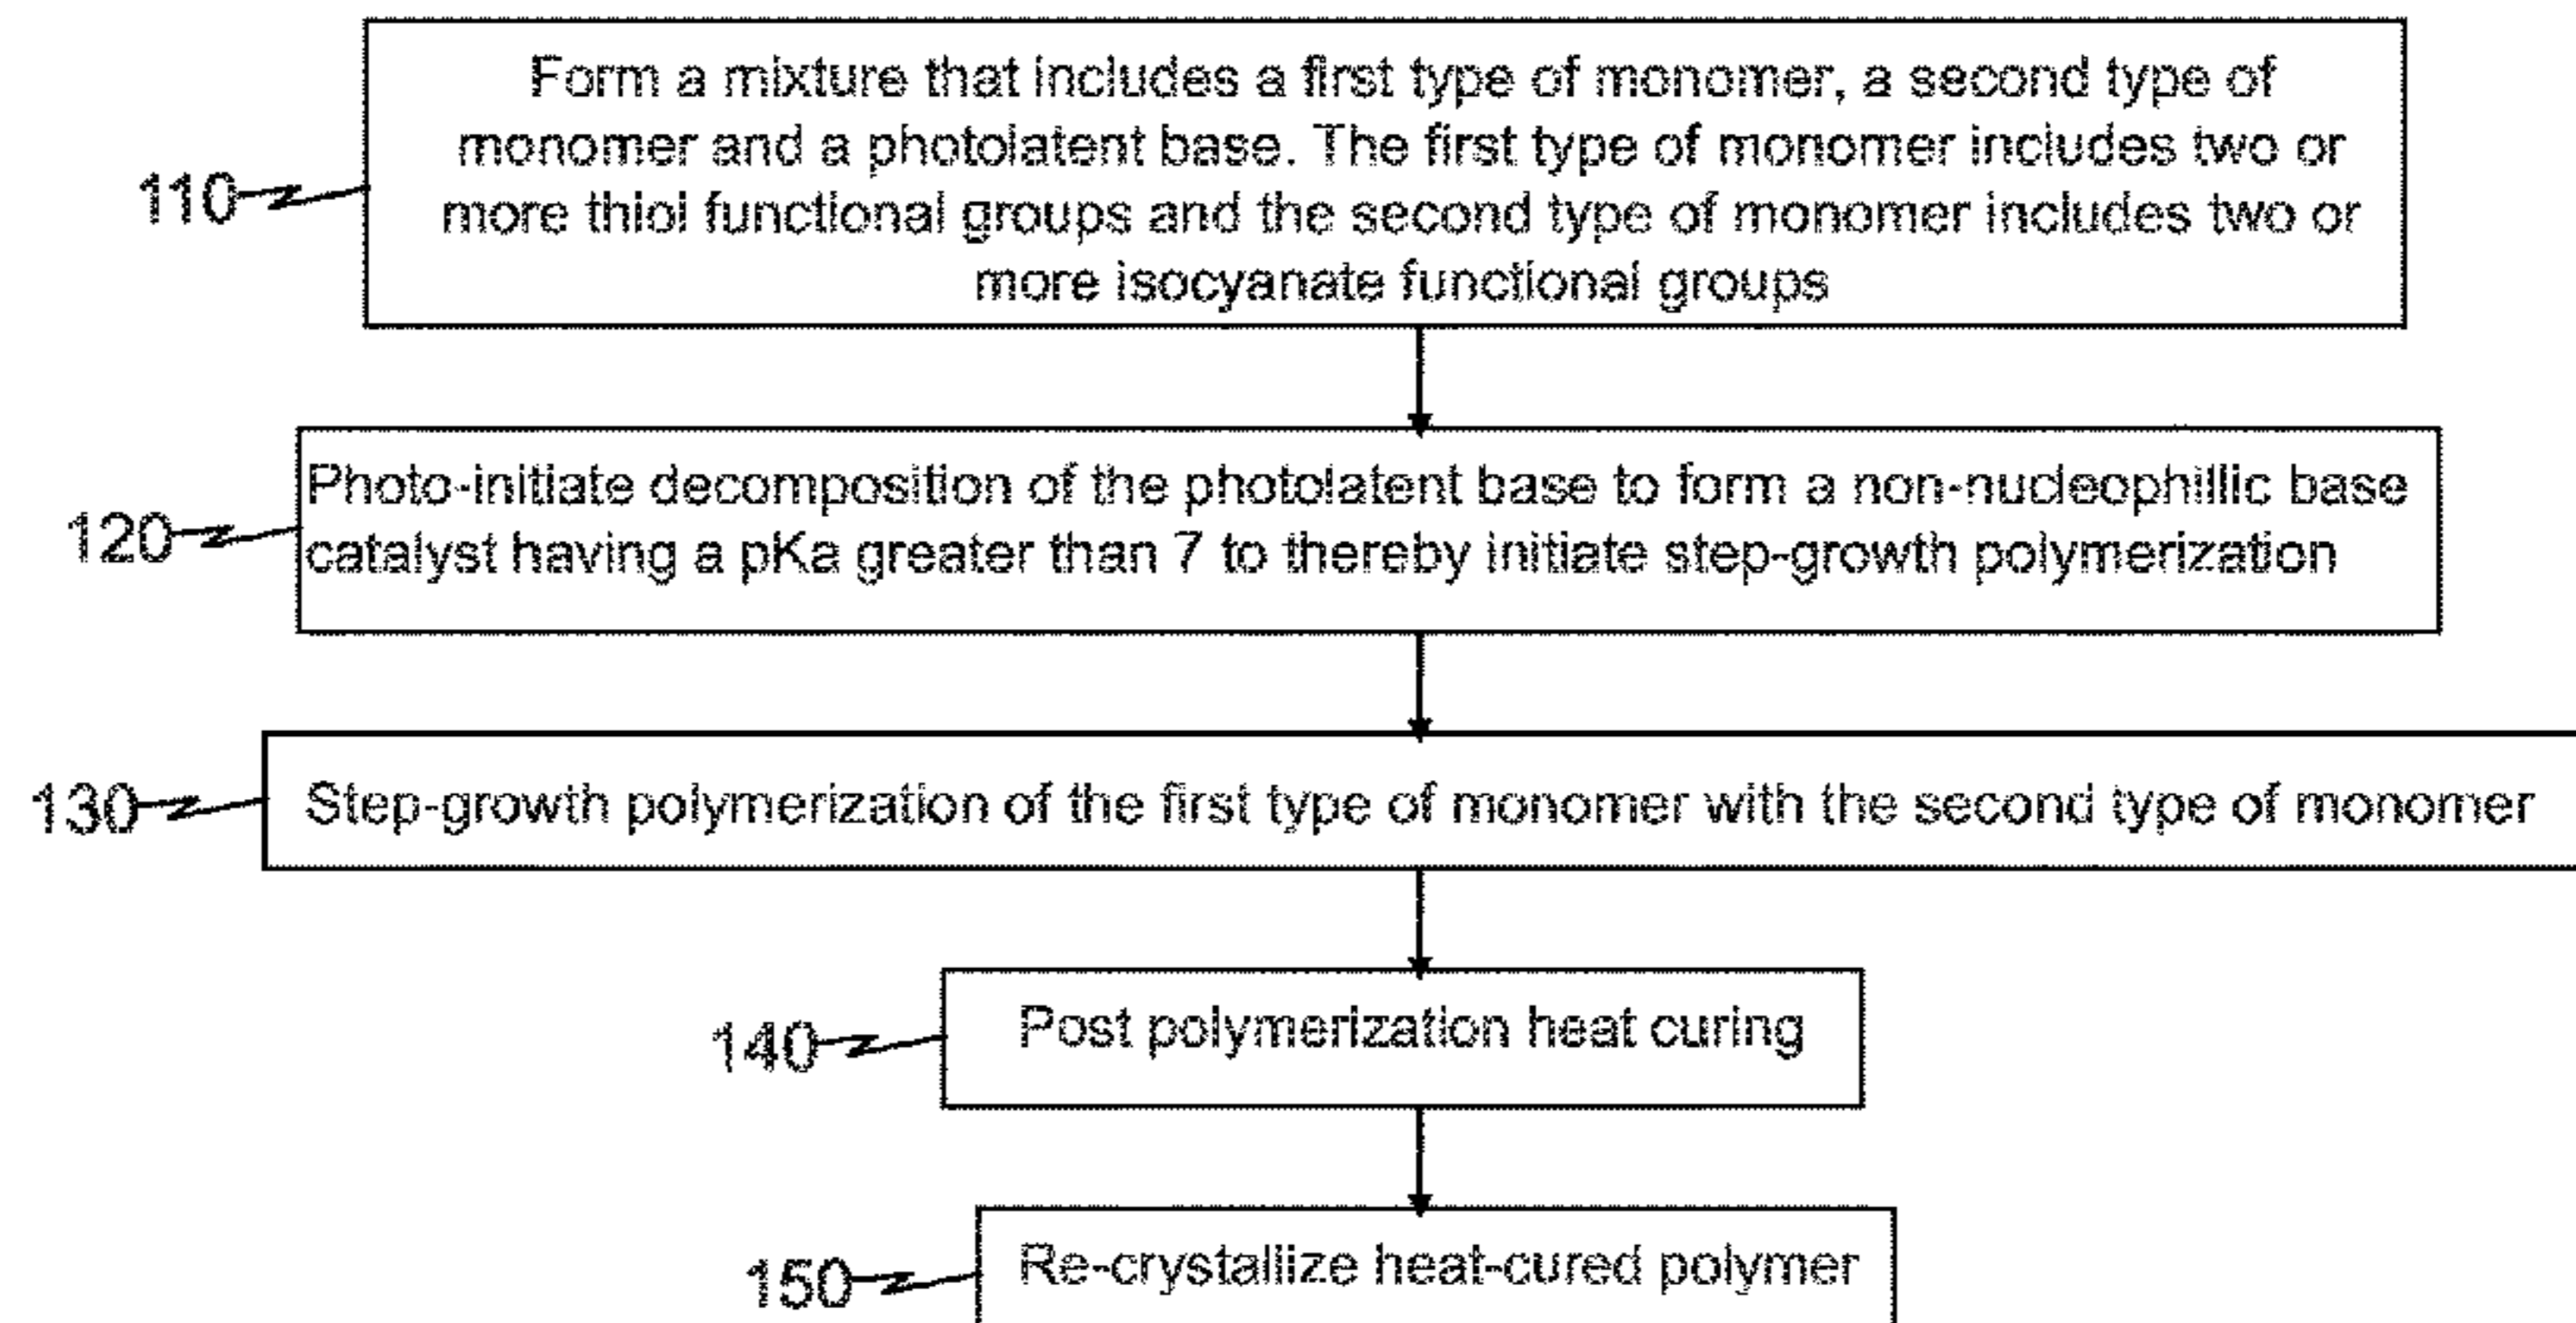 Form a mixture that includes a first type of
monomer, a second type of
monomer and a photolatent base. The first type of monomer includes two or
110
more thiol functional groups and the second type of monomer includes two or
more isocyanate functional groups
Photo-initiate decomposition of the photolatent base to form a non-nucleophillic base
120
catalyst having a pKa greater than 7 to thereby initiate step-growth polymerization
130 Step-growth polymerization of the first type of monomer with the second type of monomer
140 Post polymerization heat curing
150 Re-crystallize heat-cured polymer